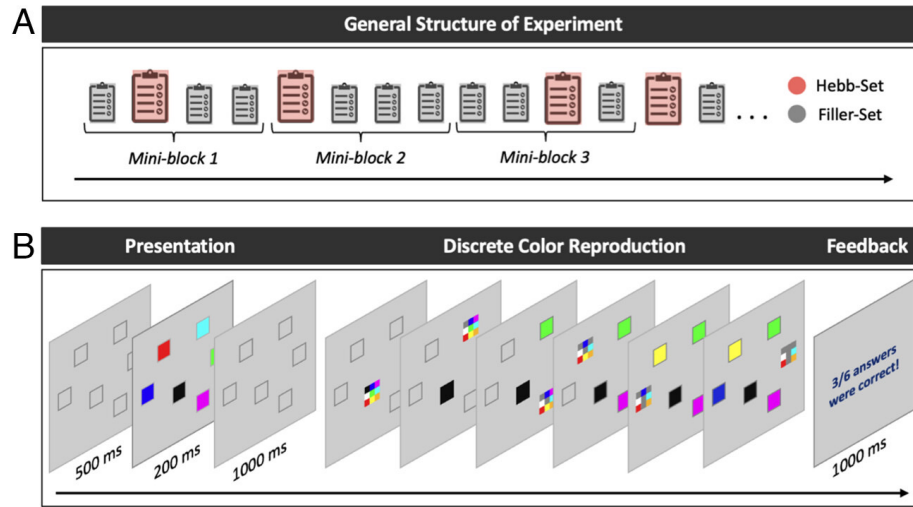 A
General Structure of Experiment
Hebb-Set
Filler-Set
. . .
Mini-block 1
Mini-block 2
Mini-block 3
B
Presentation
Discrete Color Reproduction
Feedback
3/6 answers
were correct!
500 ms
200 ms
1000 ms
1000 ms